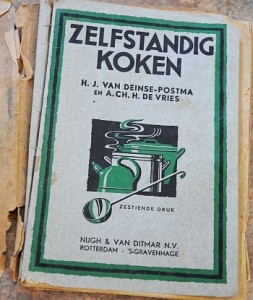 ZELFSTANDIG
KOKEN
H. J. VAN DEINSE-POSTMA
EN A. CH. H. DE VRIES
ZESTIENDE DRUK
NIJGH & VAN DITMAR N.V.
ROTTERDAM - 'S-GRAVENHAGE